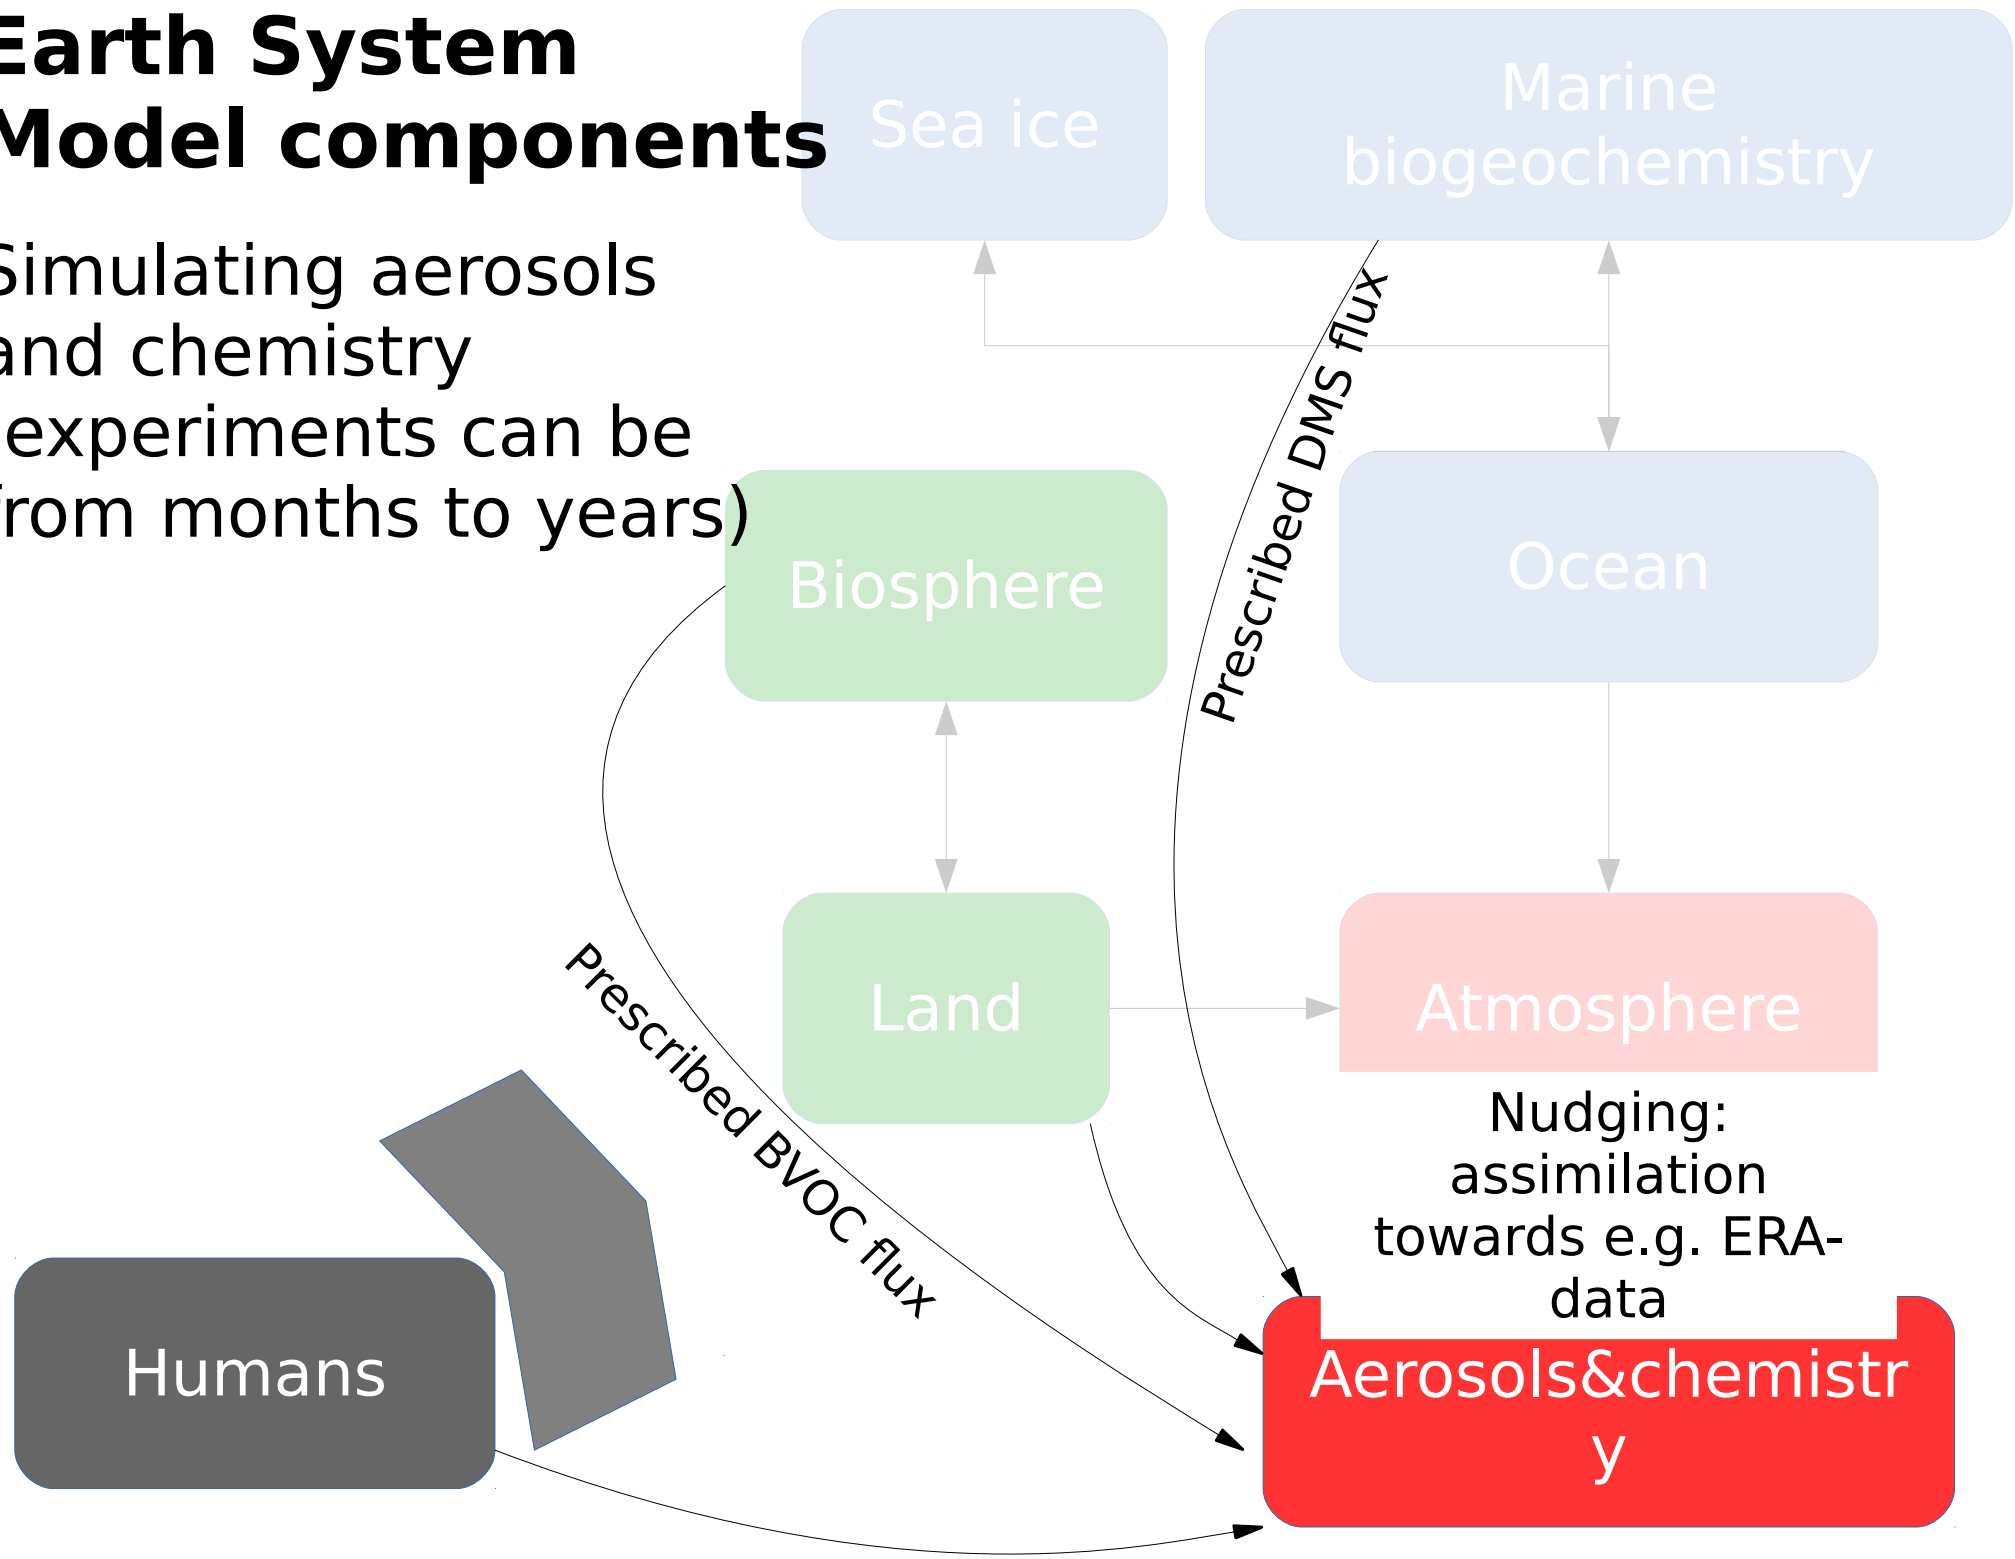 Earth System
Model components
Simulating aerosols
and chemistry
experiments can be
from months to years)
Sea ice
Marine
biogeochemistry
Prescribed DMS flux
Biosphere
Ocean
Land
Atmosphere
Prescribed BVOC flux
Nudging:
assimilation
towards e.g. ERA-
data
Humans
Aerosols&chemistr
y